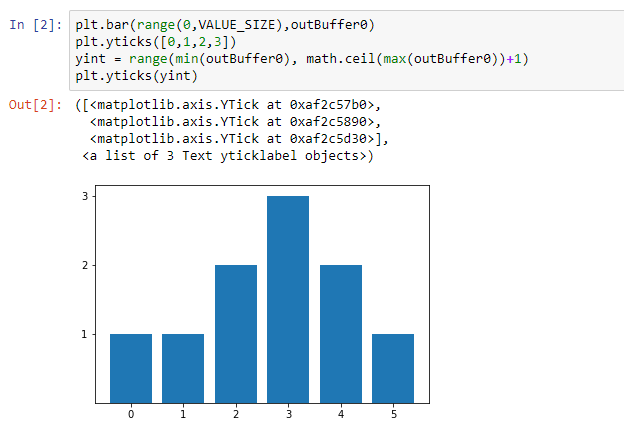 In [2]: plt.bar(range(0,VALUE_SIZE),outBuffer0)
plt.yticks([0,1,2,3])
yint = range(min(outBuffer0), math.ceil(max(outBuffer0))+1)
plt.yticks(yint)
Out[2]: ([<matplotlib.axis.YTick at 0xaf2c57b0>,
<matplotlib.axis.YTick at 0xaf2c5890>,
<matplotlib.axis.YTick at 0xaf2c5d30>],
<a list of 3 Text yticklabel objects>)
3
2
1
0 1 2 3 4 5